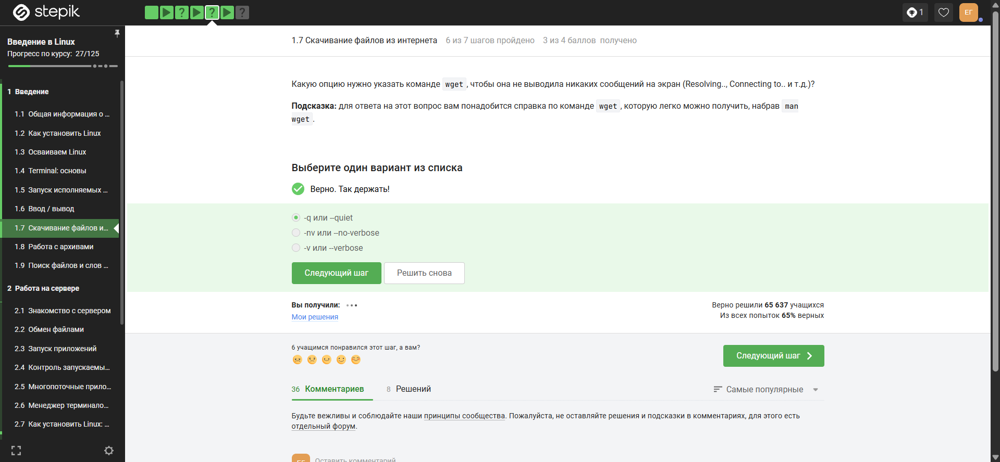 stepik
? ? ?
1
ЕГ
Введение в Linux
Прогресс по курсу: 27/125
1 Введение
1.1 Общая информация о ...
1.2 Как установить Linux
1.3 Осваиваем Linux
1.4 Terminal: основы
1.5 Запуск исполняемых ...
1.6 Ввод / вывод
1.7 Скачивание файлов и...
1.8 Работа с архивами
1.9 Поиск файлов и слов ...
2 Работа на сервере
2.1 Знакомство с сервером
2.2 Обмен файлами
2.3 Запуск приложений
2.4 Контроль запускаемы...
2.5 Многопоточные прило...
2.6 Менеджер терминало...
2.7 Как установить Linux: ...
1.7 Скачивание файлов из интернета 6 из 7 шагов пройдено 3 из 4 баллов получено
Какую опцию нужно указать команде wget, чтобы она не выводила никаких сообщений на экран (Resolving.., Connecting to.. и т.д.)?
Подсказка: для ответа на этот вопрос вам понадобится справка по команде wget, которую легко можно получить, набрав man
wget.
Выберите один вариант из списка
Верно. Так держать!
-q или --quiet
-nv или --no-verbose
-v или --verbose
Следующий шаг Решить снова
Вы получили:
Мои решения
Верно решили 65 637 учащихся
Из всех попыток 65% верных
6 учащимся понравился этот шаг, а вам?
Следующий шаг
36 Комментариев 8 Решений Самые популярные
Будьте вежливы и соблюдайте наши принципы сообщества. Пожалуйста, не оставляйте решения и подсказки в комментариях, для этого есть
отдельный форум.
ЕГ Оставить комментарий